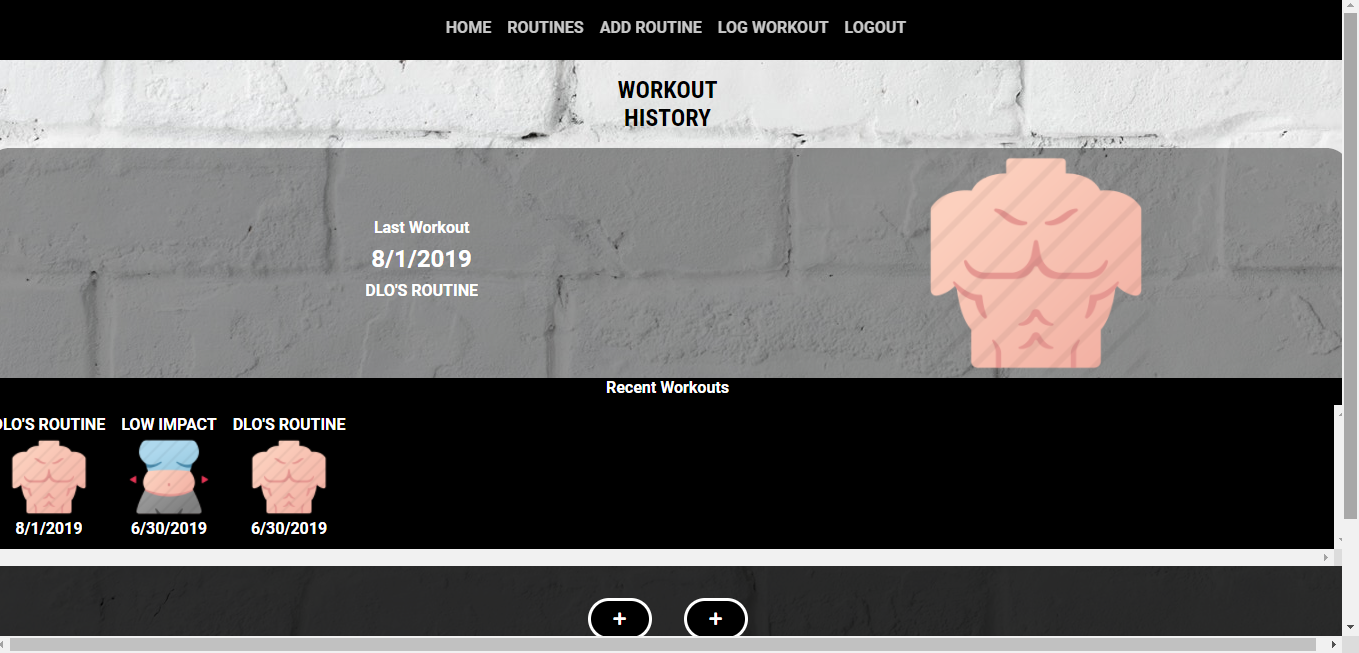 HOME ROUTINES ADD ROUTINE LOG WORKOUT LOGOUT
WORKOUT
HISTORY
Last Workout
8/1/2019
DLO'S ROUTINE
Recent Workouts
DLO'S ROUTINE LOW IMPACT DLO'S ROUTINE
8/1/2019 6/30/2019 6/30/2019
+ +